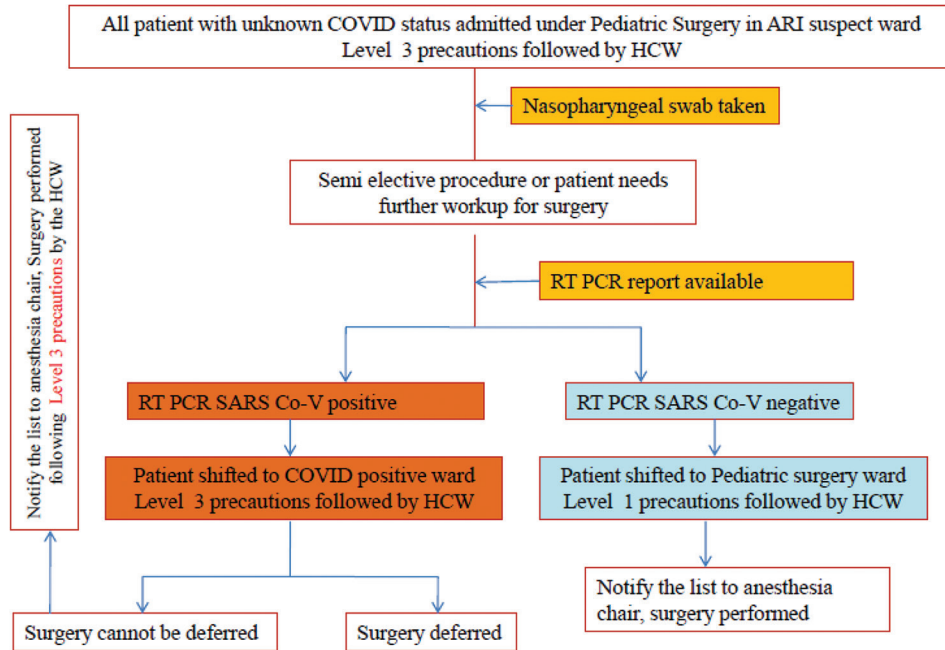 All patient with unknown COVID status admitted under Pediatric Surgery in ARI suspect ward
Level 3 precautions followed by HCW
Nasopharyngeal swab taken
Semi elective procedure or patient needs
further workup for surgery
RT PCR report available
RT PCR SARS Co-V positive
RT PCR SARS Co-V negative
Patient shifted to COVID positive ward
Level 3 precautions followed by HCW
Patient shifted to Pediatric surgery ward
Level 1 precautions followed by HCW
Surgery cannot be deferred
Surgery deferred
Notify the list to anesthesia
chair, surgery performed
Notify the list to anesthesia chair, Surgery performed
following Level 3 precautions by the HCW